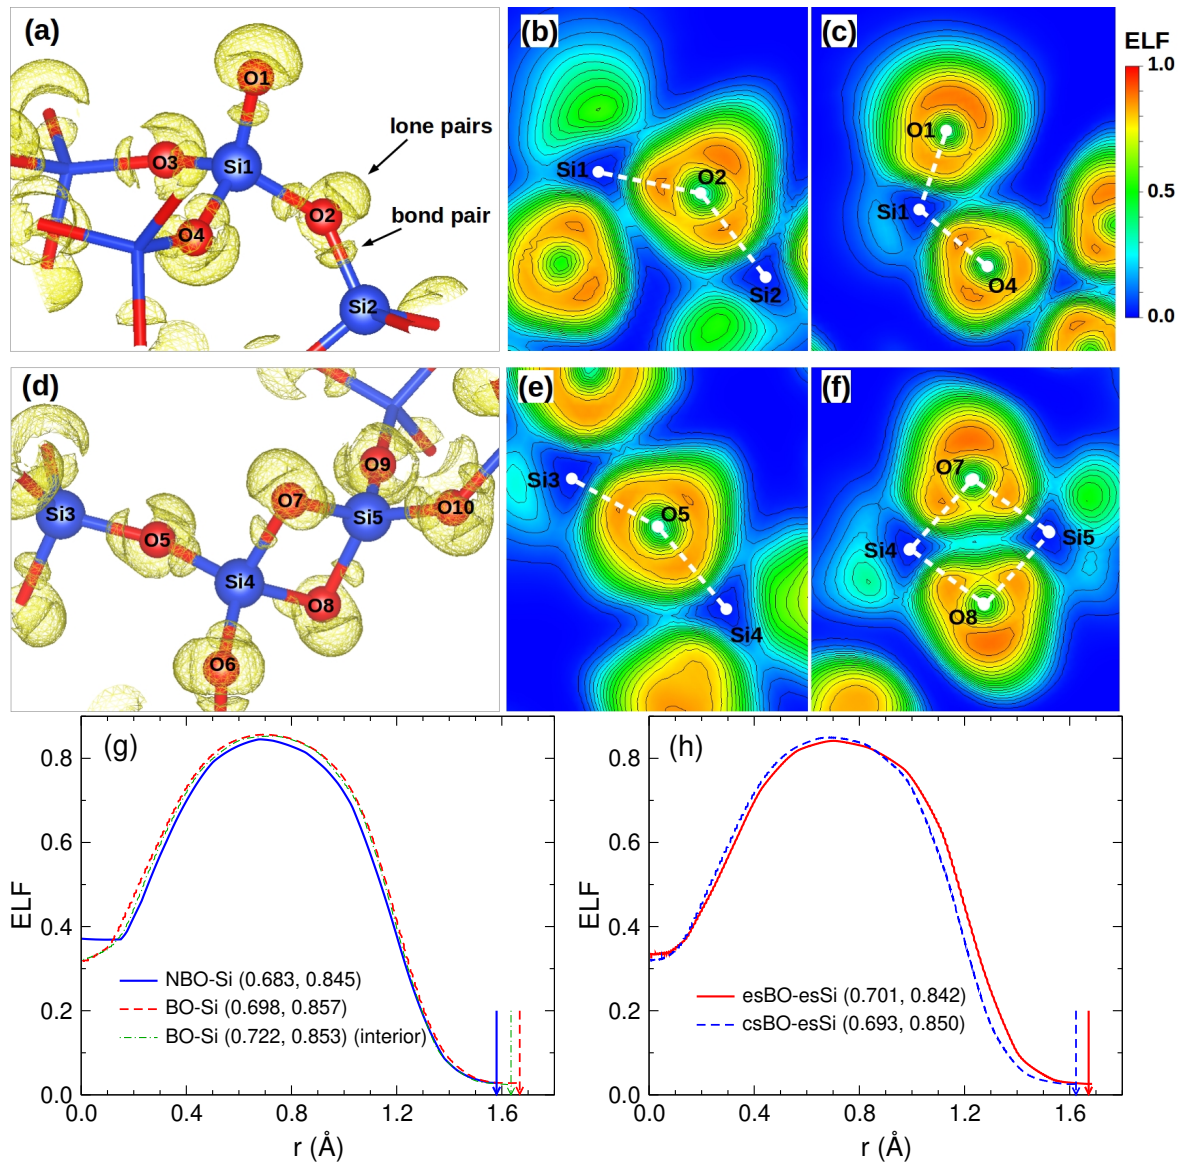 (a)
O1
O3
Si1
lone pairs
O4
O2
bond pair
Si2
(b)
Si1
O2
Si2
(c)
O1
Si1
O4
ELF
1.0
0.5
0.0
(d)
Si3
O5
O7
O9
Si5
O10
Si4
O8
O6
(e)
Si3
O5
Si4
(f)
O7
Si4
Si5
O8
(g)
0.8
0.6
0.4
0.2
0.0
ELF
NBO-Si (0.683, 0.845)
BO-Si (0.698, 0.857)
BO-Si (0.722, 0.853) (interior)
0.0 0.4 0.8 1.2 1.6
r (Å)
(h)
0.8
0.6
0.4
0.2
0.0
ELF
esBO-esSi (0.701, 0.842)
csBO-esSi (0.693, 0.850)
0.0 0.4 0.8 1.2 1.6
r (Å)